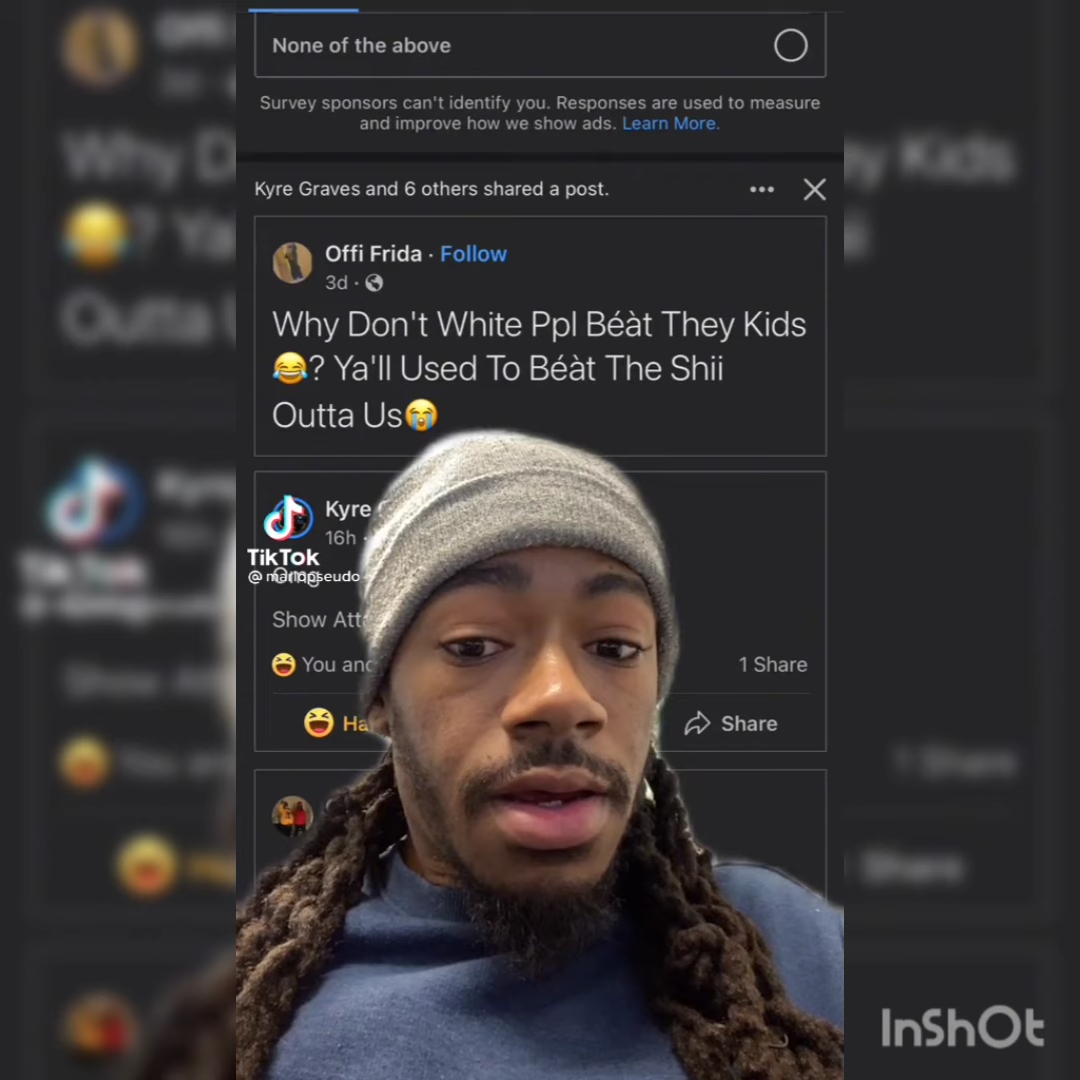 None of the above
Survey sponsors can't identify you. Responses are used to measure
and improve how we show ads. Learn More.
Kyre Graves and 6 others shared a post.
Offi Frida · Follow
3d ·
Why Don't White Ppl Béàt They Kids
😂? Ya'll Used To Béàt The Shii
Outta Us😭
Kyre
16h ·
TikTok
@mariopseudo
Omg
Show
You
1 Share
Share
InShOt